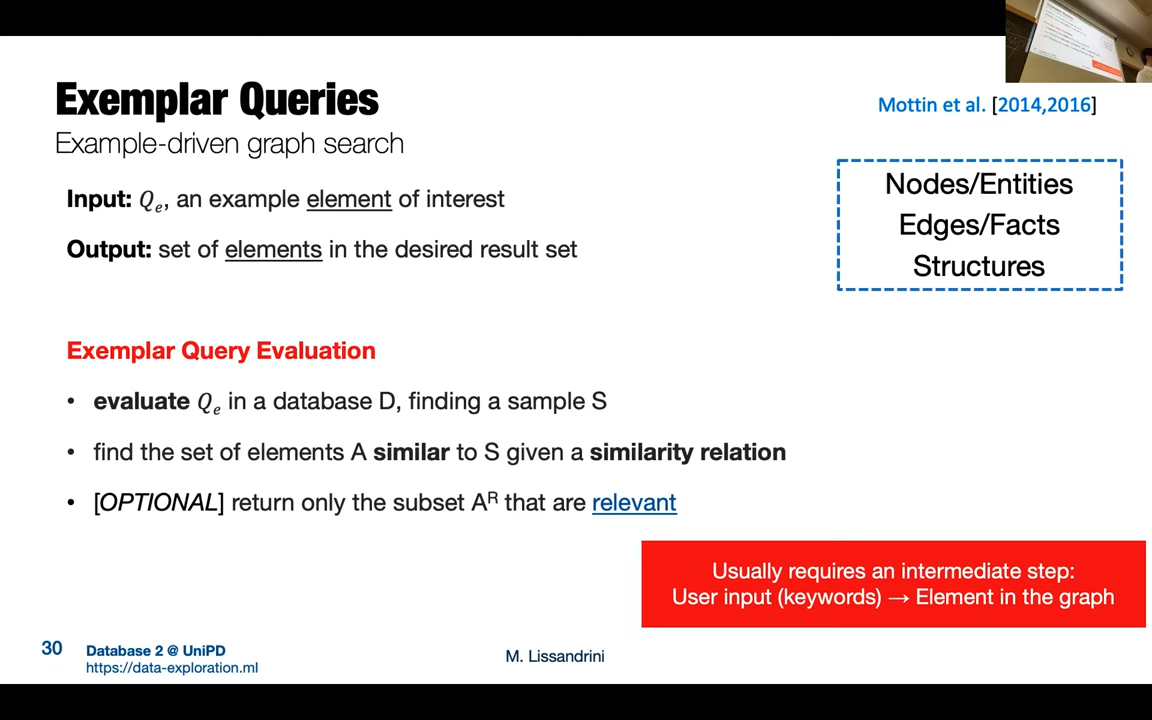 Exemplar Queries
Example-driven graph search
Mottin et al. [2014,2016]
Input: Qₑ, an example element of interest
Output: set of elements in the desired result set
Nodes/Entities
Edges/Facts
Structures
Exemplar Query Evaluation
• evaluate Qₑ in a database D, finding a sample S
• find the set of elements A similar to S given a similarity relation
• [OPTIONAL] return only the subset Aᴿ that are relevant
Usually requires an intermediate step:
User input (keywords) → Element in the graph
30
Database 2 @ UniPD
https://data-exploration.ml
M. Lissandrini